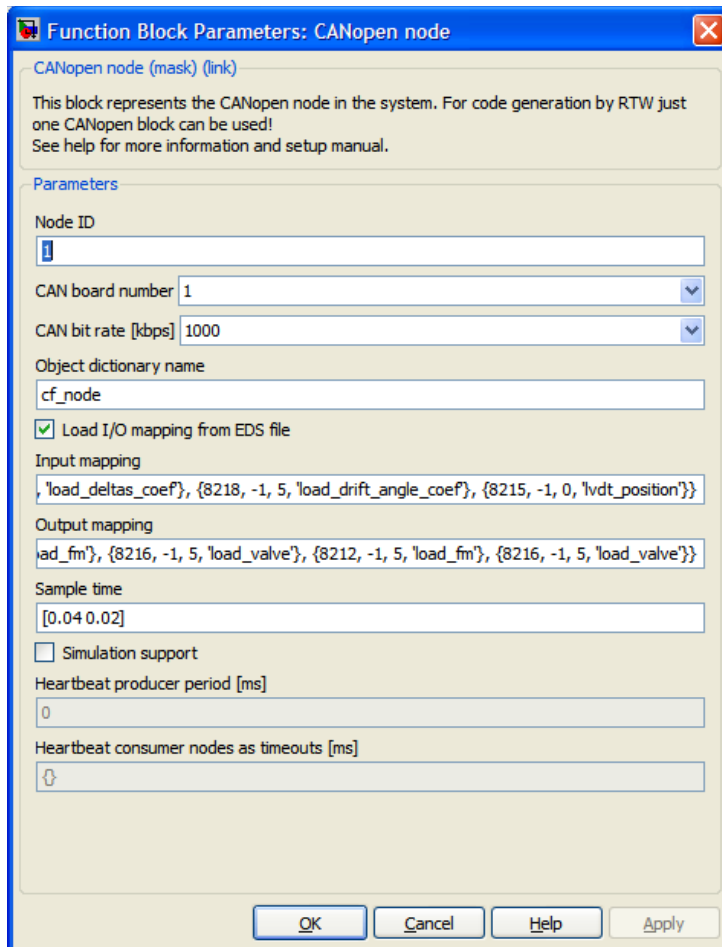 Function Block Parameters: CANopen node
CANopen node (mask) (link)
This block represents the CANopen node in the system. For code generation by RTW just
one CANopen block can be used!
See help for more information and setup manual.
Parameters
Node ID
1
CAN board number 1
CAN bit rate [kbps] 1000
Object dictionary name
cf_node
Load I/O mapping from EDS file
Input mapping
, 'load_deltas_coef'}, {8218, -1, 5, 'load_drift_angle_coef'}, {8215, -1, 0, 'lvdt_position'}}
Output mapping
oad_fm'}, {8216, -1, 5, 'load_valve'}, {8212, -1, 5, 'load_fm'}, {8216, -1, 5, 'load_valve'}}
Sample time
[0.04 0.02]
Simulation support
Heartbeat producer period [ms]
0
Heartbeat consumer nodes as timeouts [ms]
{}
OK Cancel Help Apply